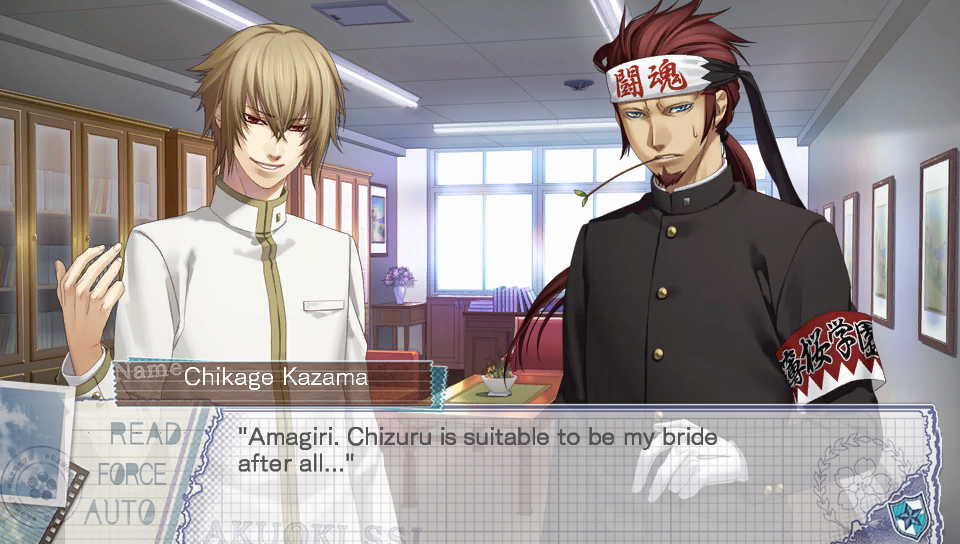 闘魂
薄桜学園
Name
Chikage Kazama
READ
FORCE
AUTO
"Amagiri. Chizuru is suitable to be my bride
after all..."